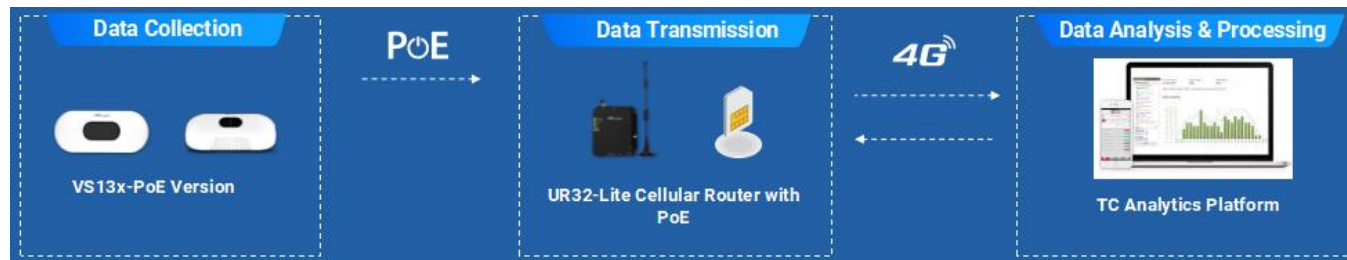 Data Collection
PoE
Data Transmission
4G
Data Analysis & Processing
VS13x-PoE Version
UR32-Lite Cellular Router with
PoE
TC Analytics Platform